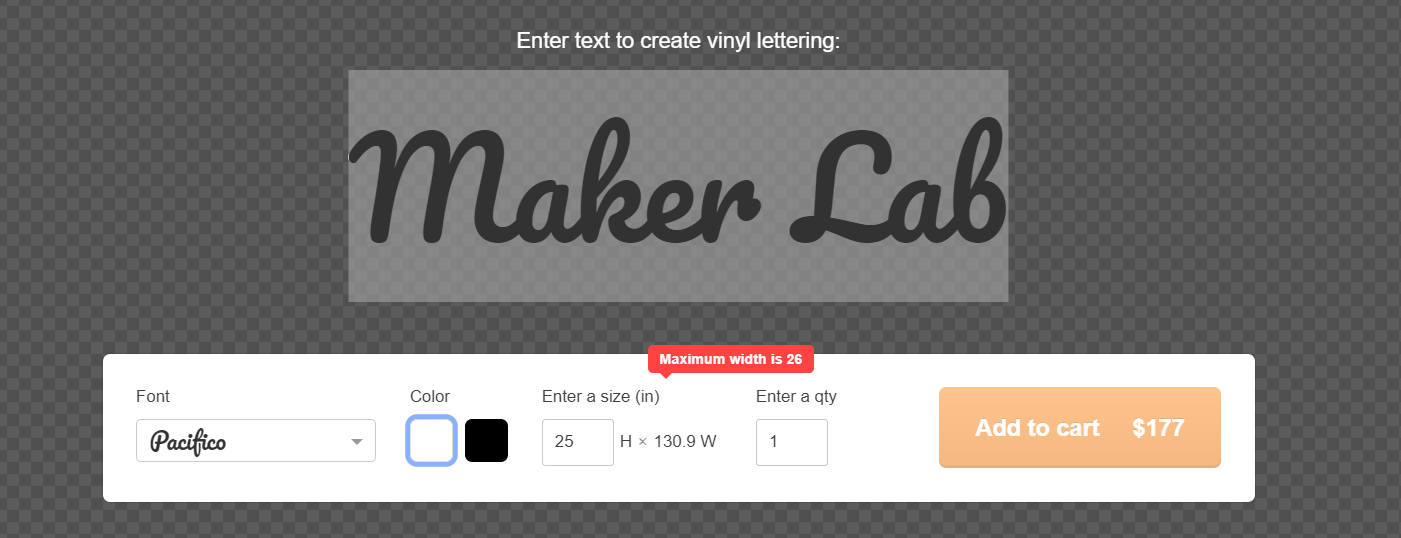 Enter text to create vinyl lettering:
Maker Lab
Maximum width is 26
Font
Color
Enter a size (in)
Enter a qty
Pacifico
25
H × 130.9 W
1
Add to cart $177